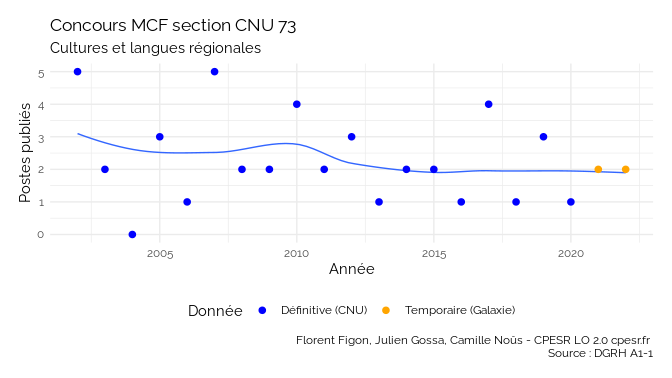 Concours MCF section CNU 73
Cultures et langues régionales
Postes publiés
5
4
3
2
1
0
2005
2010
2015
2020
Année
Donnée
Définitive (CNU)
Temporaire (Galaxie)
Florent Figon, Julien Gossa, Camille Noûs - CPESR LO 2.0 cpesr.fr
Source : DGRH A1-1